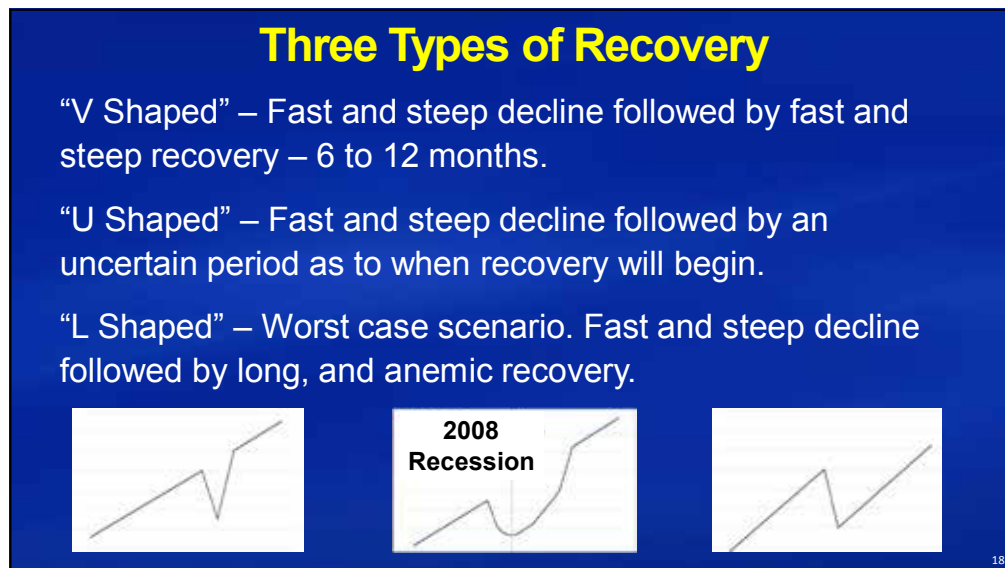 Three Types of Recovery
“V Shaped” – Fast and steep decline followed by fast and
steep recovery – 6 to 12 months.
“U Shaped” – Fast and steep decline followed by an
uncertain period as to when recovery will begin.
“L Shaped” – Worst case scenario. Fast and steep decline
followed by long, and anemic recovery.
2008
Recession
18